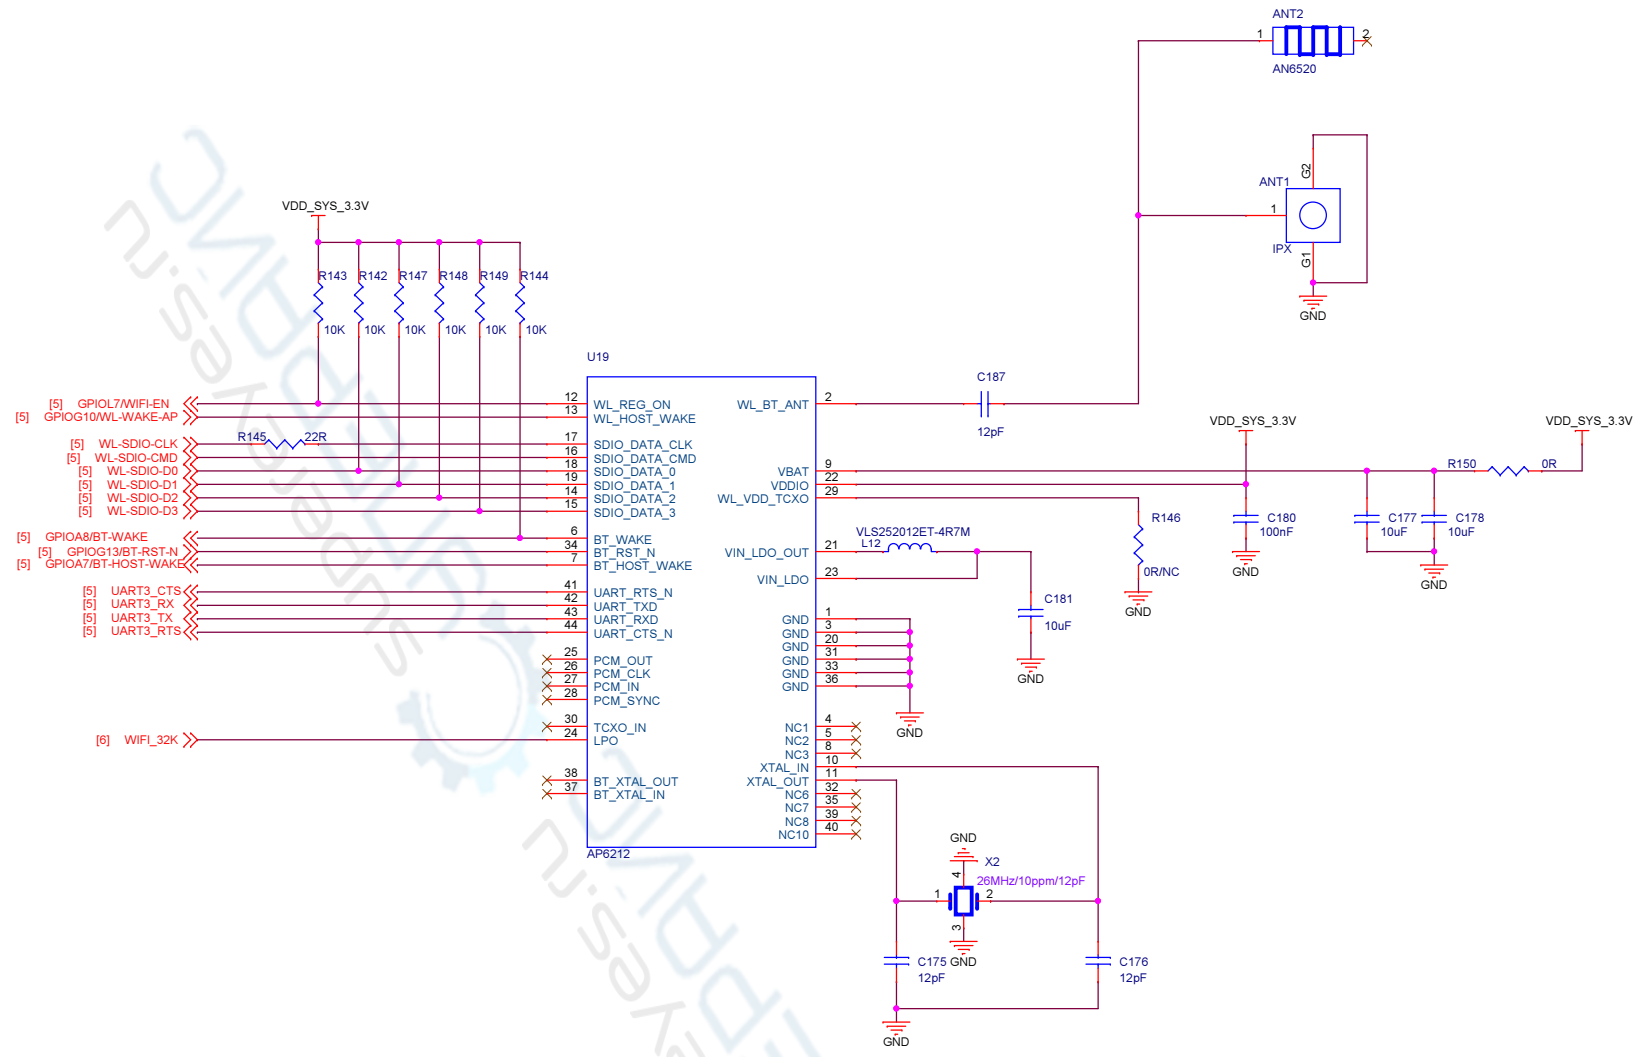 ANT2
1
2
AN6520
G2
ANT1
1
IPX
G1
GND
VDD_SYS_3.3V
R143
R142
R147
R148
R149
R144
10K
10K
10K
10K
10K
10K
U19
[5] GPIOL7/WIFI-EN
[5] GPIOG10/WL-WAKE-AP
[5] WL-SDIO-CLK
R145
22R
[5] WL-SDIO-CMD
[5] WL-SDIO-D0
[5] WL-SDIO-D1
[5] WL-SDIO-D2
[5] WL-SDIO-D3
[5] GPIOA8/BT-WAKE
[5] GPIOG13/BT-RST-N
[5] GPIOA7/BT-HOST-WAKE
[5] UART3_CTS
[5] UART3_RX
[5] UART3_TX
[5] UART3_RTS
[6] WIFI_32K
12 WL_REG_ON
13 WL_HOST_WAKE
17 SDIO_DATA_CLK
16 SDIO_DATA_CMD
18 SDIO_DATA_0
19 SDIO_DATA_1
14 SDIO_DATA_2
15 SDIO_DATA_3
6 BT_WAKE
34 BT_RST_N
7 BT_HOST_WAKE
41 UART_RTS_N
42 UART_TXD
43 UART_RXD
44 UART_CTS_N
25 PCM_OUT
26 PCM_CLK
27 PCM_IN
28 PCM_SYNC
30 TCXO_IN
24 LPO
38 BT_XTAL_OUT
37 BT_XTAL_IN
WL_BT_ANT 2
VBAT 9
VDDIO 22
WL_VDD_TCXO 29
VIN_LDO_OUT 21
VIN_LDO 23
GND 1
GND 3
GND 20
GND 31
GND 33
GND 36
NC1 4
NC2 5
NC3 8
XTAL_IN 10
XTAL_OUT 11
NC6 32
NC7 35
NC8 39
NC10 40
AP6212
C187
12pF
VDD_SYS_3.3V
VDD_SYS_3.3V
R150
0R
C180
100nF
GND
C177
10uF
C178
10uF
GND
R146
0R/NC
GND
VLS252012ET-4R7M
L12
C181
10uF
GND
GND
GND
X2
4
26MHz/10ppm/12pF
1
2
3
GND
C175
12pF
C176
12pF
GND